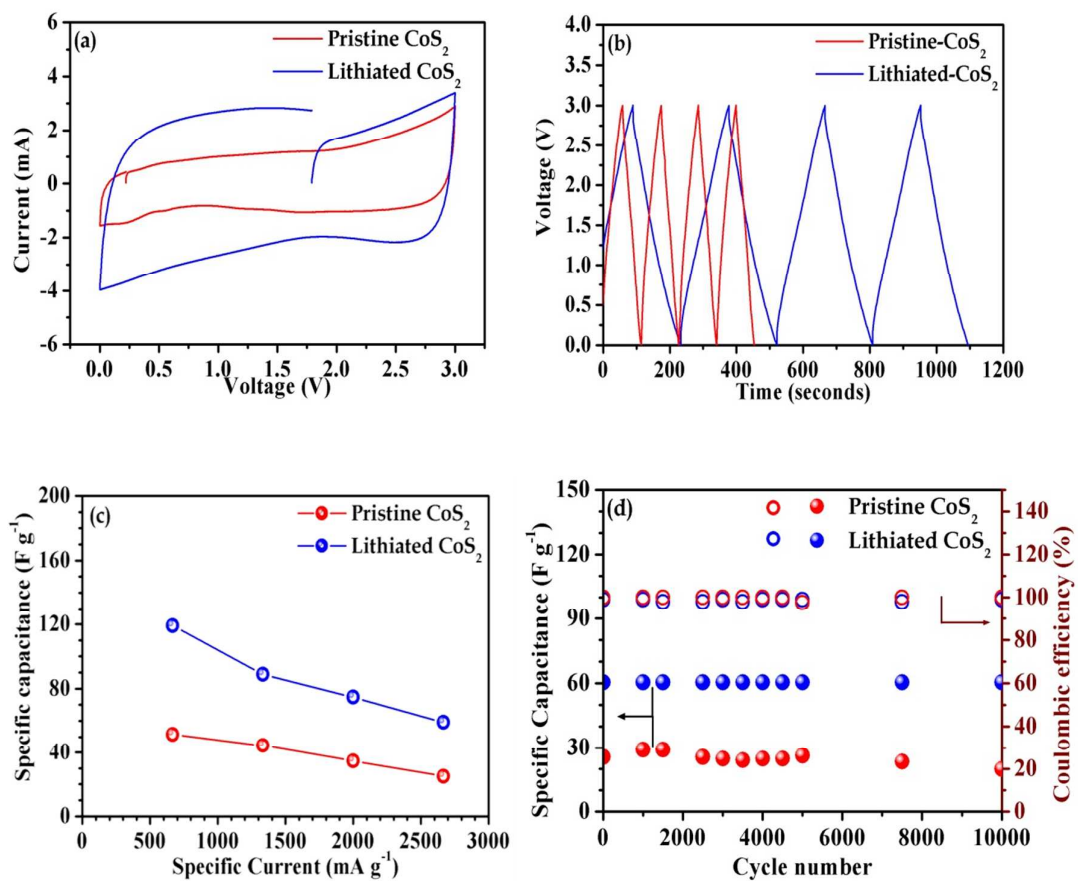 (a)
Pristine CoS2
Lithiated CoS2
6
4
2
0
-2
-4
-6
Current (mA)
0.0 0.5 1.0 1.5 2.0 2.5 3.0
Voltage (V)
(b)
Pristine-CoS2
Lithiated-CoS2
4.0
3.5
3.0
2.5
2.0
1.5
1.0
0.5
0.0
Voltage (V)
0 200 400 600 800 1000 1200
Time (seconds)
(c)
Pristine CoS2
Lithiated CoS2
200
160
120
80
40
0
Specific capacitance (F g-1)
0 500 1000 1500 2000 2500 3000
Specific Current (mA g-1)
(d)
Pristine CoS2
Lithiated CoS2
150
120
90
60
30
0
Specific Capacitance (F g-1)
140
120
100
80
60
40
20
0
Coulombic efficiency (%)
0 2000 4000 6000 8000 10000
Cycle number